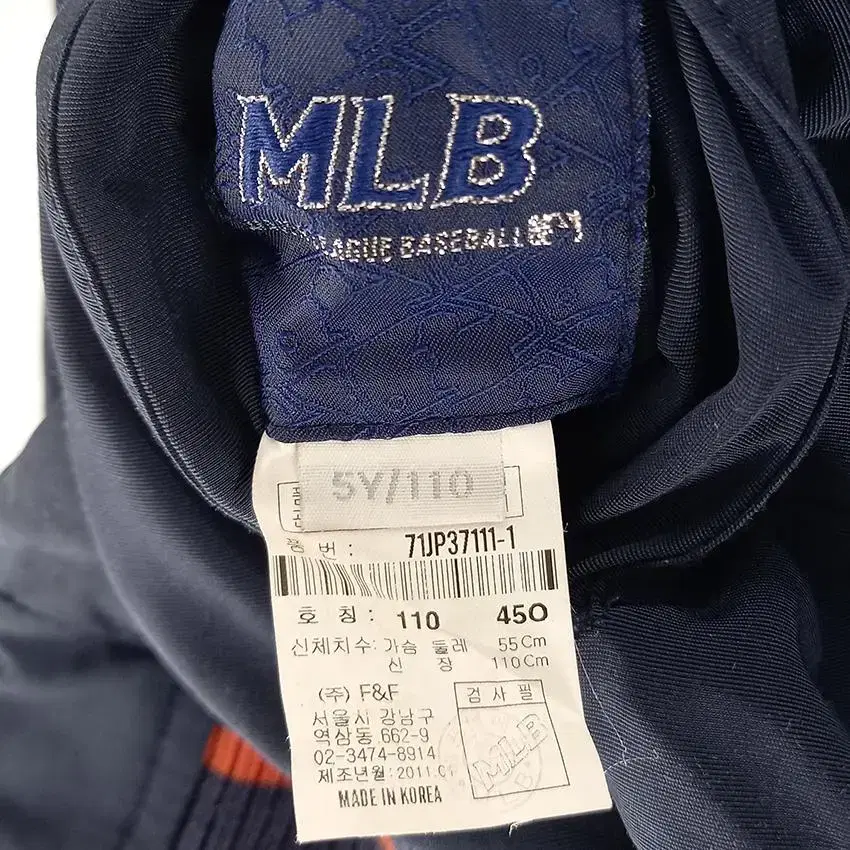 MLB
BASEBALL
5Y/110
품 번 : 71JP37111-1
호 칭 : 110 450
신체치수: 가슴 둘레 55Cm
신 장 110Cm
(주) F&F
검 사 필
서울시 강남구
역삼동 662-9
02-3474-8914
MLB
제조년월: 2011.01
MADE IN KOREA